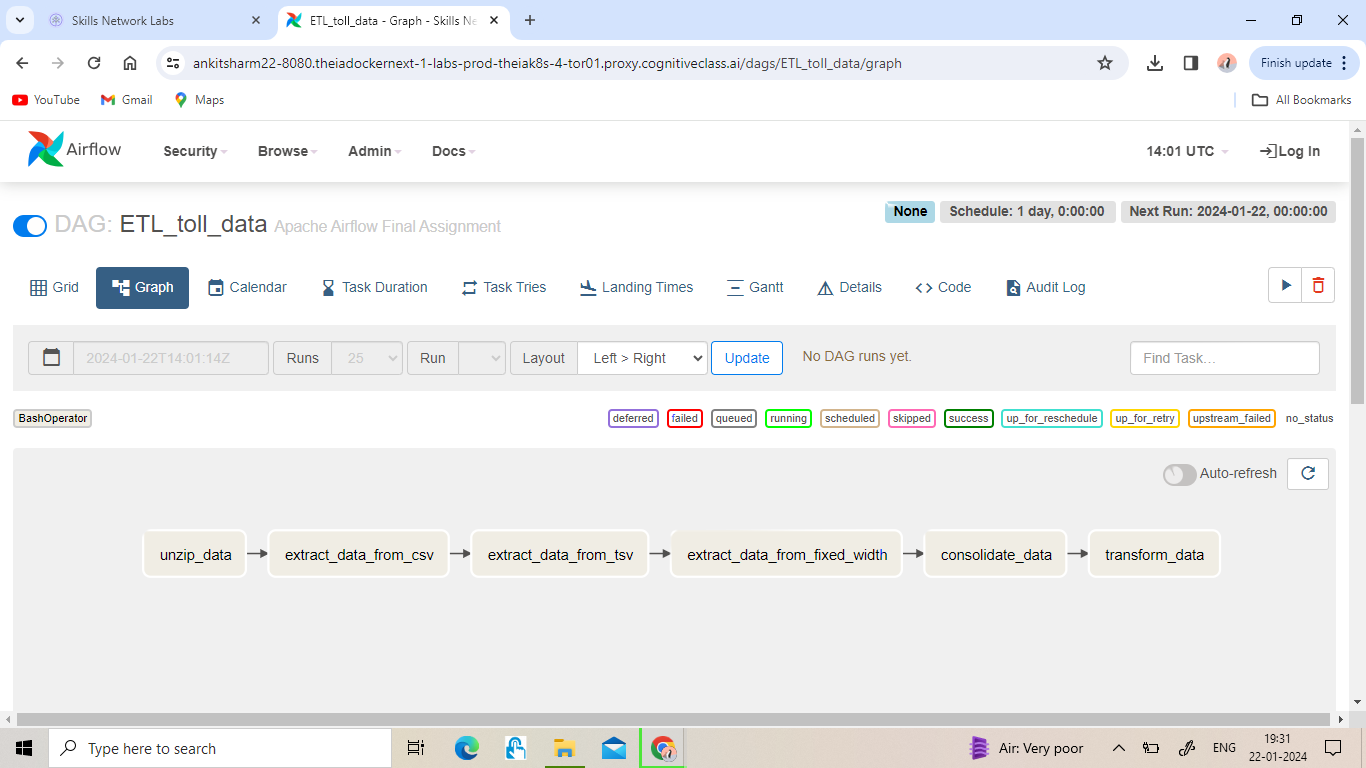 Skills Network Labs
ETL_toll_data - Graph - Skills Ne
ankitsharm22-8080.theiadockernext-1-labs-prod-theiak8s-4-tor01.proxy.cognitiveclass.ai/dags/ETL_toll_data/graph
Finish update
YouTube
Gmail
Maps
All Bookmarks
Airflow
Security
Browse
Admin
Docs
14:01 UTC
Log In
DAG: ETL_toll_data Apache Airflow Final Assignment
None
Schedule: 1 day, 0:00:00
Next Run: 2024-01-22, 00:00:00
Grid
Graph
Calendar
Task Duration
Task Tries
Landing Times
Gantt
Details
Code
Audit Log
2024-01-22T14:01:14Z
Runs
25
Run
Layout
Left > Right
Update
No DAG runs yet.
Find Task...
BashOperator
deferred
failed
queued
running
scheduled
skipped
success
up_for_reschedule
up_for_retry
upstream_failed
no_status
Auto-refresh
unzip_data
extract_data_from_csv
extract_data_from_tsv
extract_data_from_fixed_width
consolidate_data
transform_data
Type here to search
Air: Very poor
ENG
19:31
22-01-2024